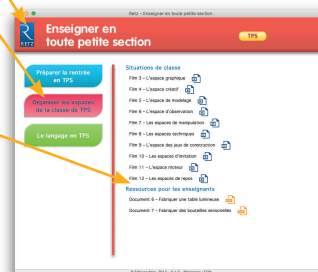 Retz - Enseigner en toute petite section
RETZ
Enseigner en
toute petite section
TPS
Préparer la rentrée
en TPS
Organiser les espaces
de la classe de TPS
Le langage en TPS
Situations de classe
Film 3 – L'espace graphique
Film 4 – L'espace créatif
Film 5 – L'espace de modelage
Film 6 – L'espace d'observation
Film 7 – Les espaces de manipulation
Film 8 – Les espaces techniques
Film 9 – L'espace des jeux de construction
Film 10 – Les espaces d'imitation
Film 11 – L'espace moteur
Film 12 – Les espaces de repos
Ressources pour les enseignants
Document 6 – Fabriquer une table lumineuse
Document 7 – Fabriquer des bouteilles sensorielles